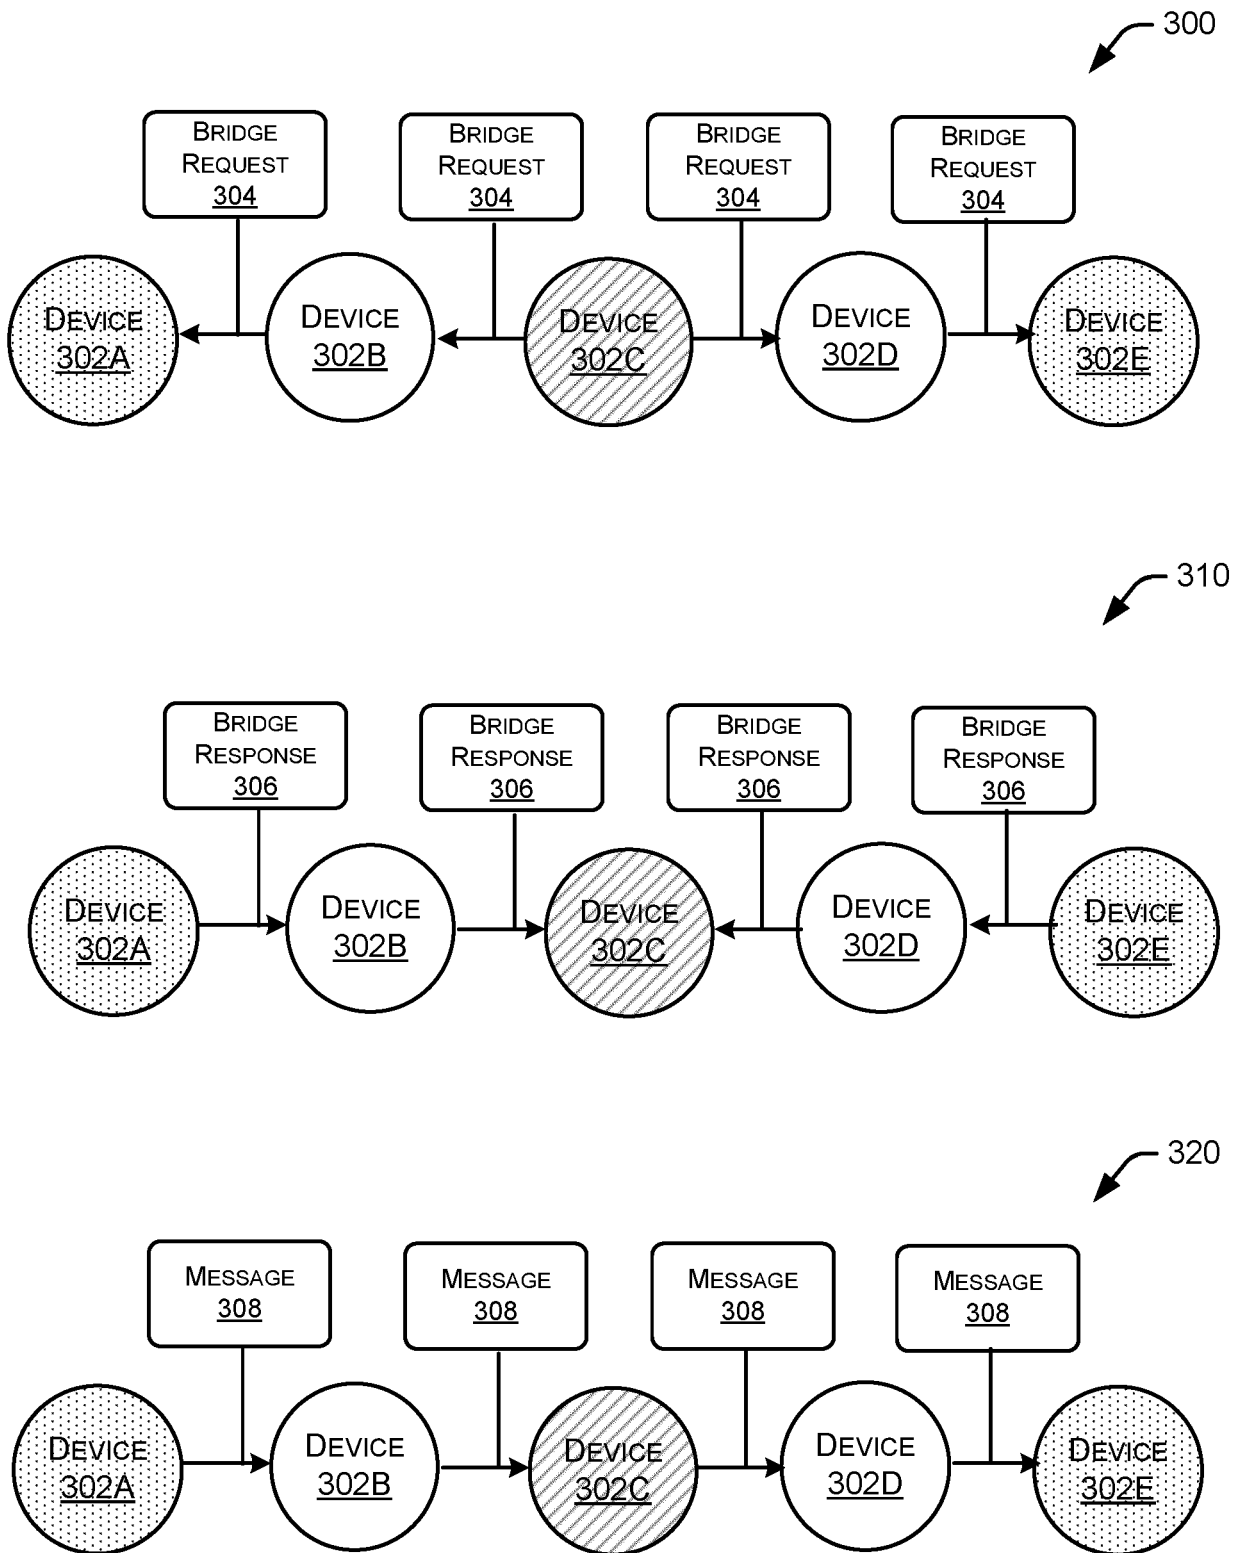 300
BRIDGE
REQUEST
304
BRIDGE
REQUEST
304
BRIDGE
REQUEST
304
BRIDGE
REQUEST
304
DEVICE
302A
DEVICE
302B
DEVICE
302C
DEVICE
302D
DEVICE
302E
310
BRIDGE
RESPONSE
306
BRIDGE
RESPONSE
306
BRIDGE
RESPONSE
306
BRIDGE
RESPONSE
306
DEVICE
302A
DEVICE
302B
DEVICE
302C
DEVICE
302D
DEVICE
302E
320
MESSAGE
308
MESSAGE
308
MESSAGE
308
MESSAGE
308
DEVICE
302A
DEVICE
302B
DEVICE
302C
DEVICE
302D
DEVICE
302E